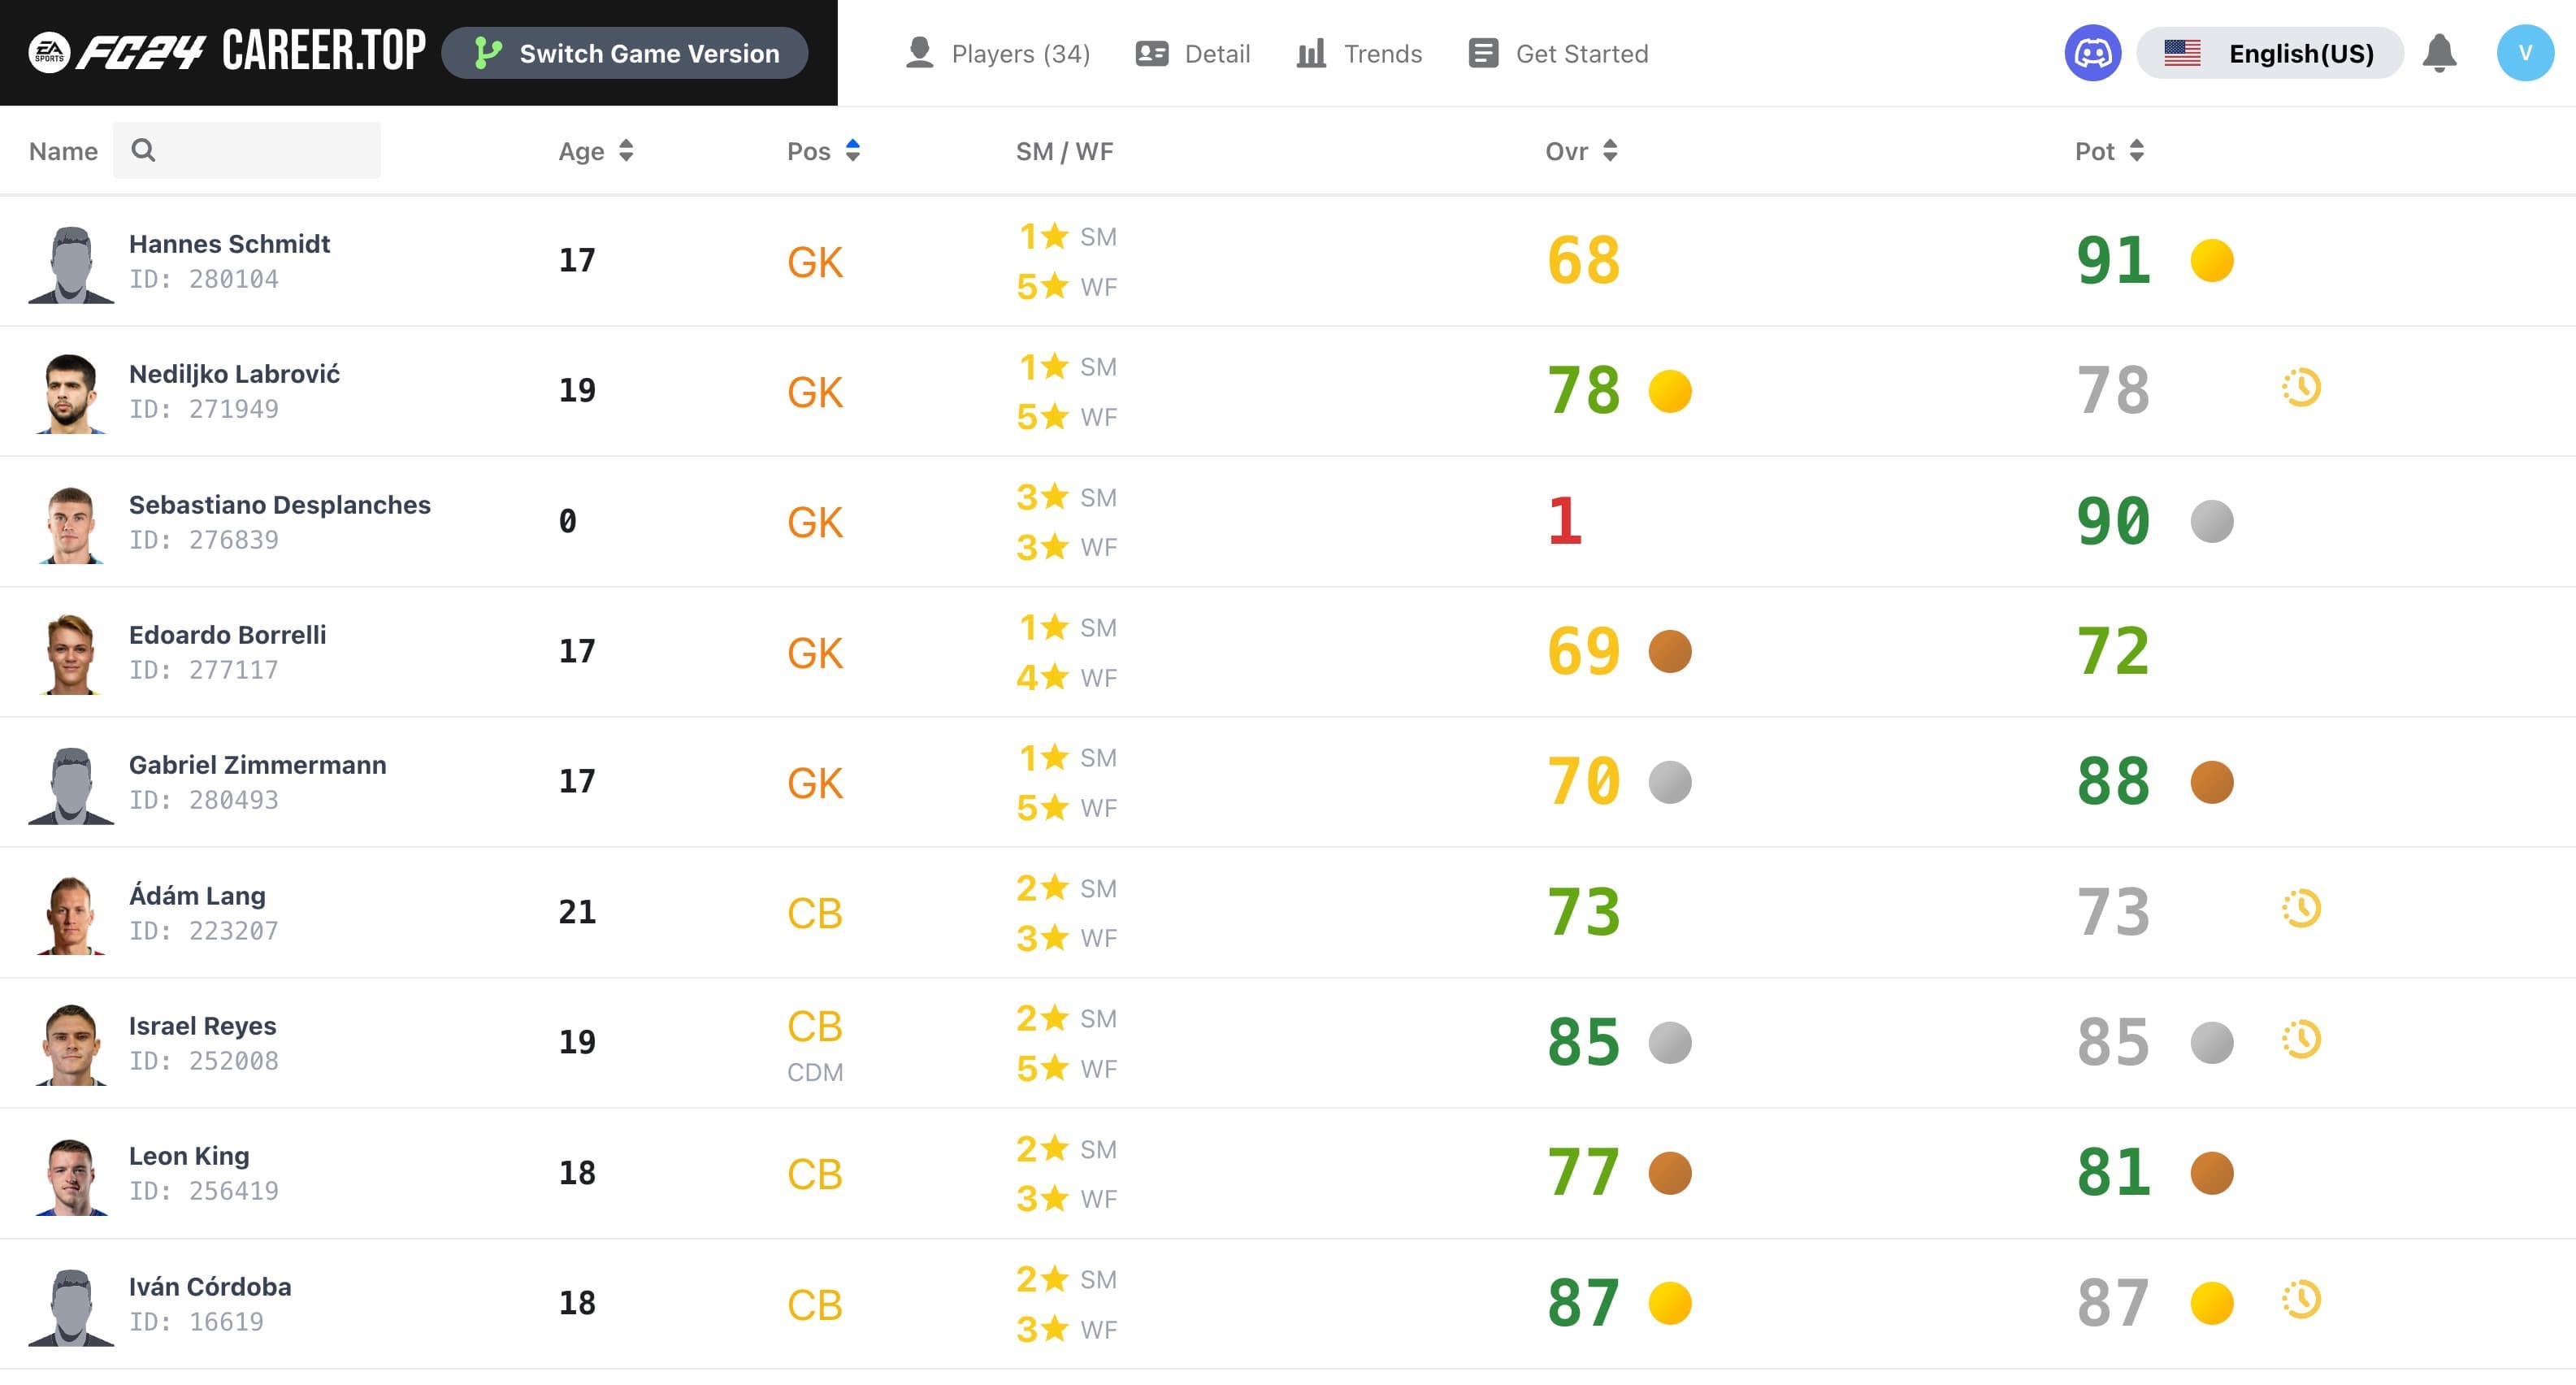 EA SPORTS FC24 CAREER.TOP Switch Game Version Players (34) Detail Trends Get Started English(US) V
Name Age Pos SM / WF Ovr Pot
Hannes Schmidt
ID: 280104
17 GK
1 SM
5 WF
68 91
Nediljko Labrović
ID: 271949
19 GK
1 SM
5 WF
78 78
Sebastiano Desplanches
ID: 276839
0 GK
3 SM
3 WF
1 90
Edoardo Borrelli
ID: 277117
17 GK
1 SM
4 WF
69 72
Gabriel Zimmermann
ID: 280493
17 GK
1 SM
5 WF
70 88
Ádám Lang
ID: 223207
21 CB
2 SM
3 WF
73 73
Israel Reyes
ID: 252008
19 CB
CDM
2 SM
5 WF
85 85
Leon King
ID: 256419
18 CB
2 SM
3 WF
77 81
Iván Córdoba
ID: 16619
18 CB
2 SM
3 WF
87 87